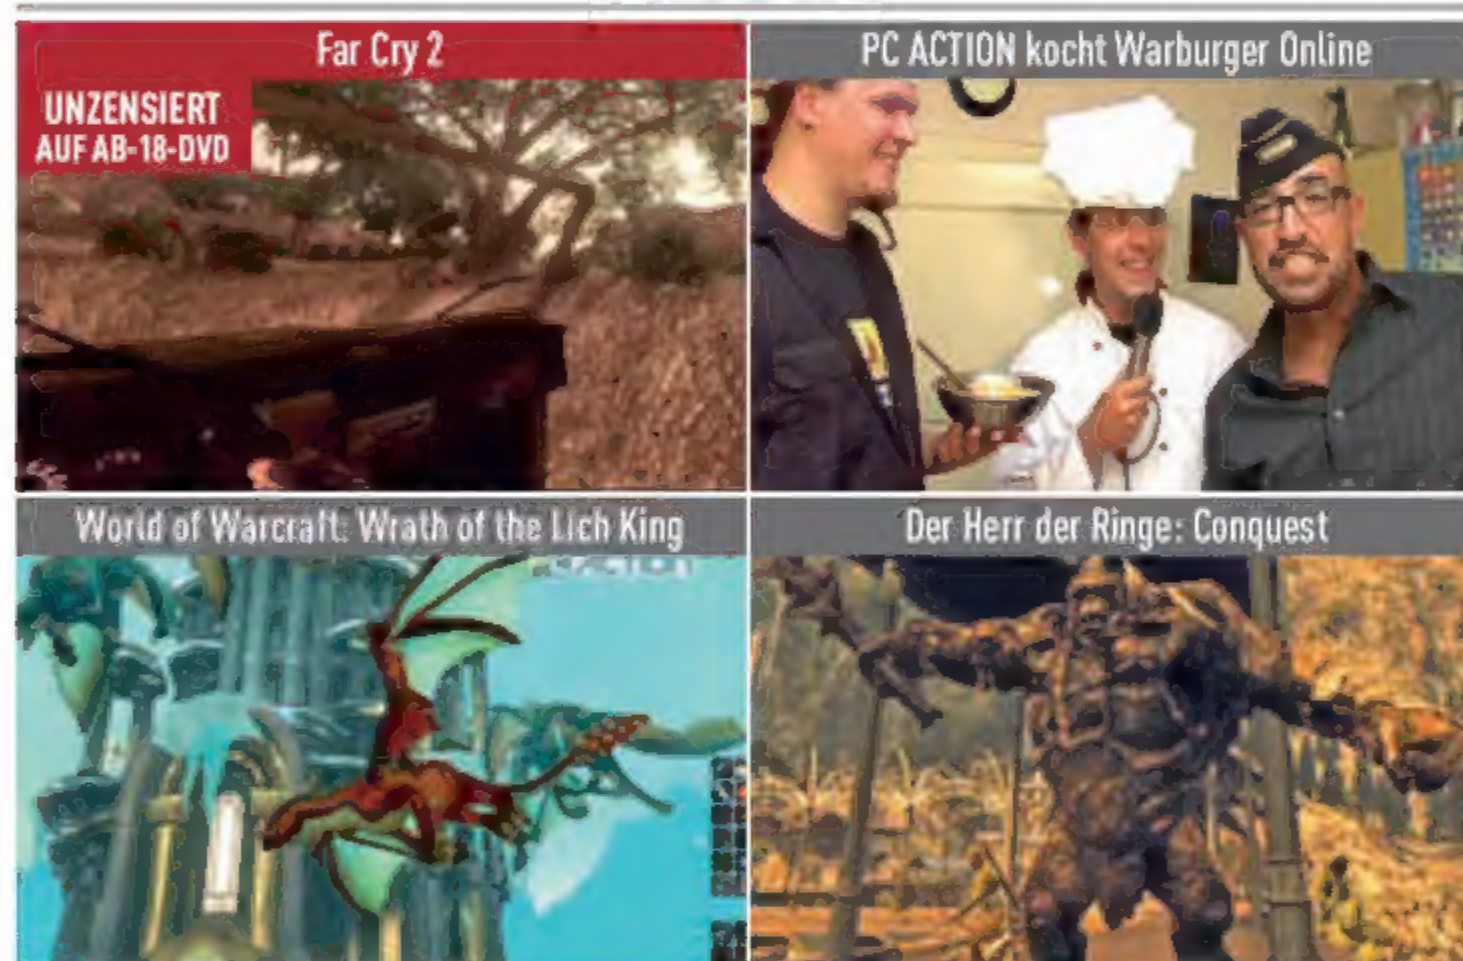 Far Cry 2
UNZENSIERT
AUF AB-18-DVD
PC ACTION kocht Warburger Online
World of Warcraft: Wrath of the Lich King
Der Herr der Ringe: Conquest